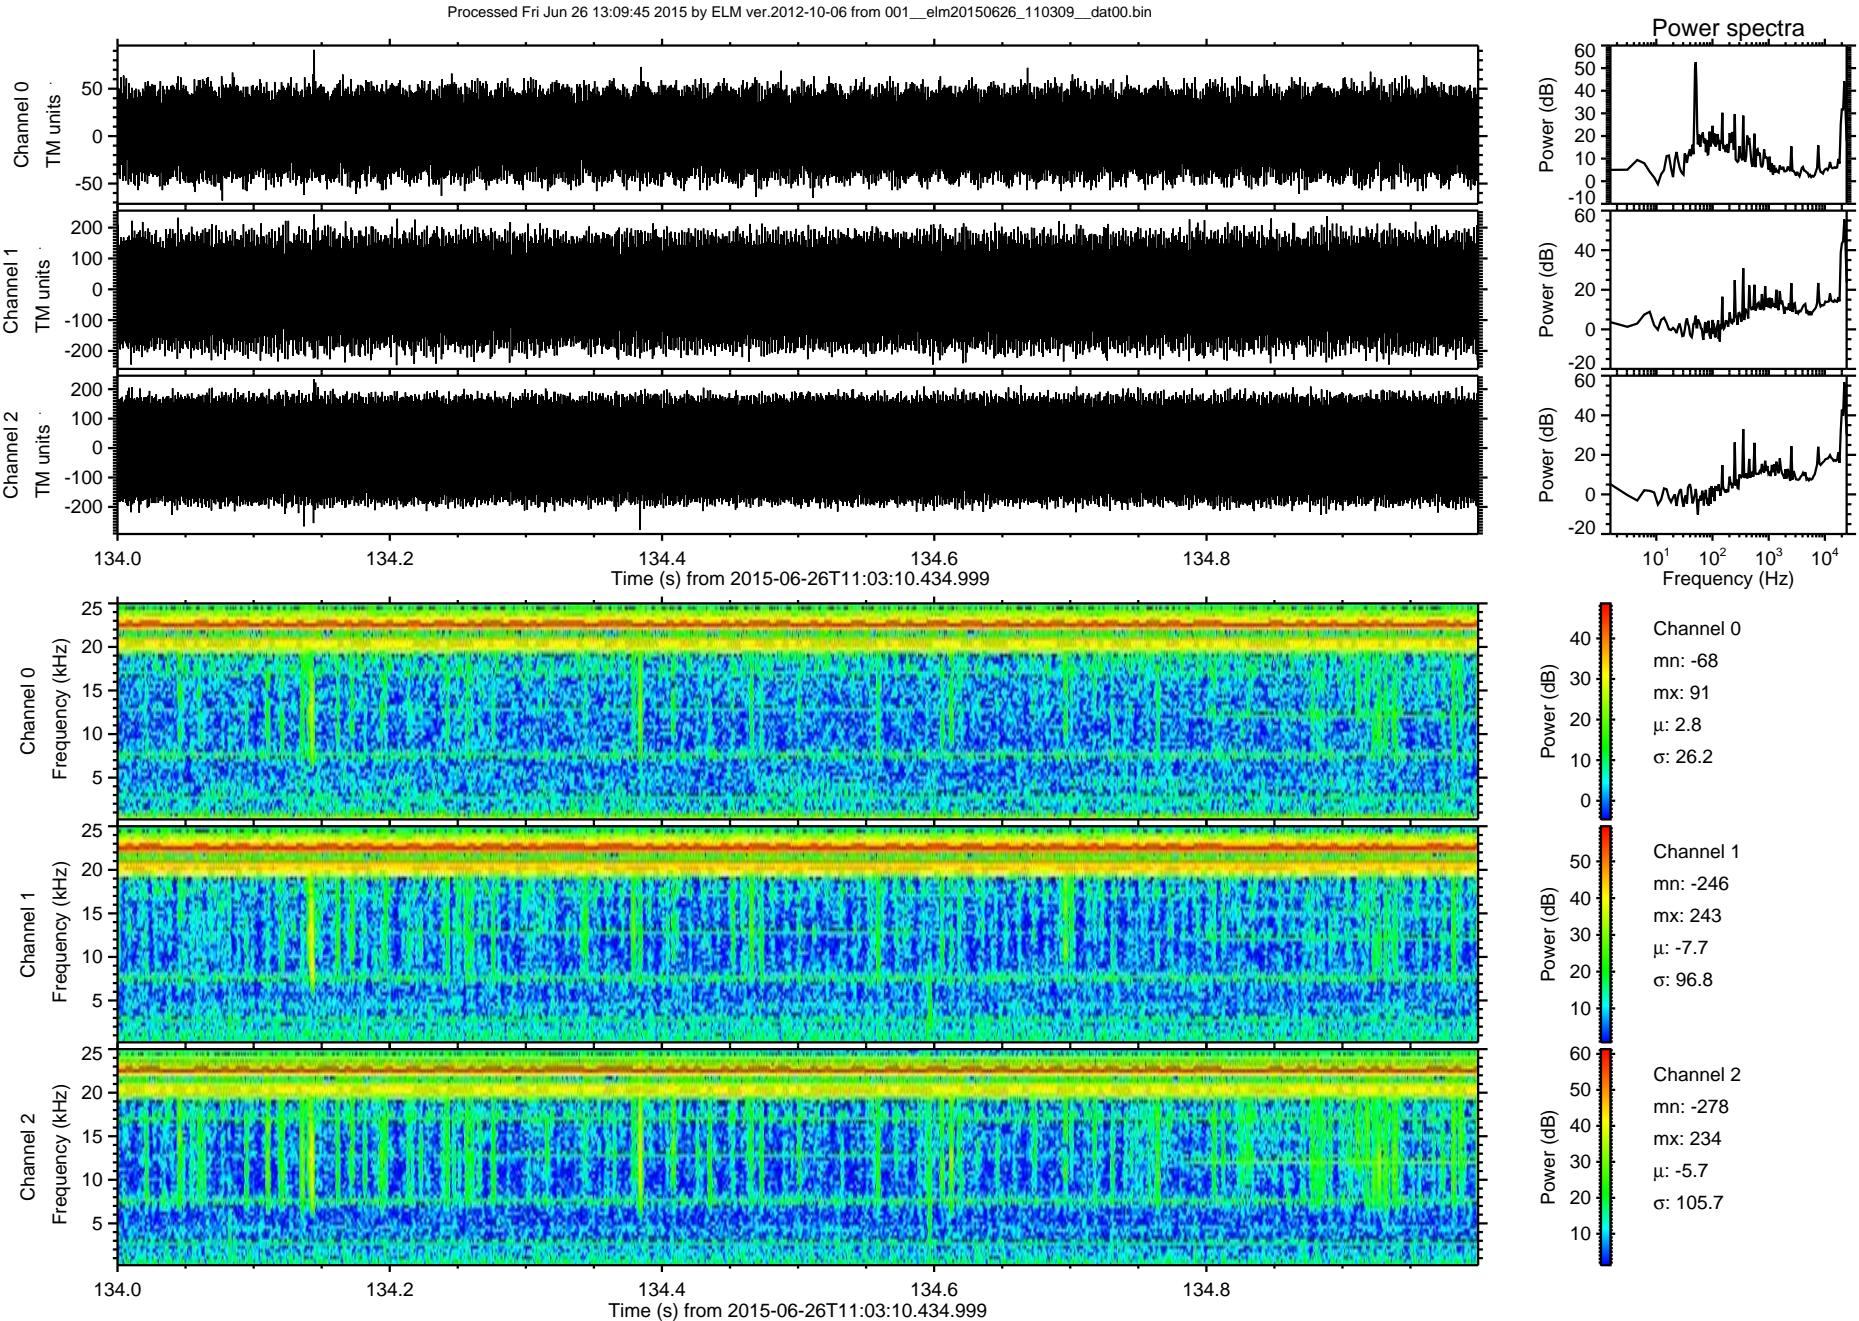 Processed Fri Jun 26 13:09:45 2015 by ELM ver.2012-10-06 from 001__elm20150626_110309__dat00.bin
Power spectra
Channel 0
TM units
50
0
-50
Power (dB)
60
50
40
30
20
10
0
-10
Channel 1
TM units
200
100
0
-100
-200
Power (dB)
60
40
20
0
-20
Channel 2
TM units
200
100
0
-100
-200
Power (dB)
60
40
20
0
-20
134.0 134.2 134.4 134.6 134.8
Time (s) from 2015-06-26T11:03:10.434.999
10^1 10^2 10^3 10^4
Frequency (Hz)
Channel 0
Frequency (kHz)
25
20
15
10
5
Power (dB)
40
30
20
10
0
Channel 0
mn: -68
mx: 91
μ: 2.8
σ: 26.2
Channel 1
Frequency (kHz)
25
20
15
10
5
Power (dB)
50
40
30
20
10
Channel 1
mn: -246
mx: 243
μ: -7.7
σ: 96.8
Channel 2
Frequency (kHz)
25
20
15
10
5
Power (dB)
60
50
40
30
20
10
Channel 2
mn: -278
mx: 234
μ: -5.7
σ: 105.7
134.0 134.2 134.4 134.6 134.8
Time (s) from 2015-06-26T11:03:10.434.999